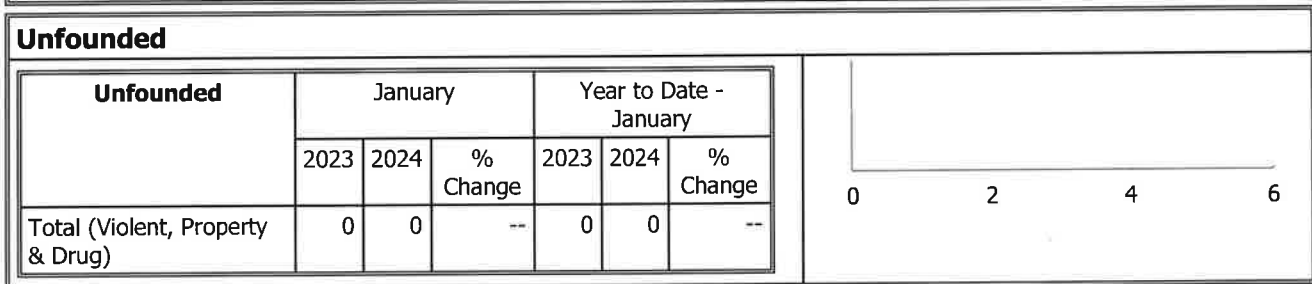 Unfounded
Unfounded January Year to Date -
January
2023 2024 % 2023 2024 %
Change Change
Total (Violent, Property 0 0 -- 0 0 --
& Drug)
0 2 4 6